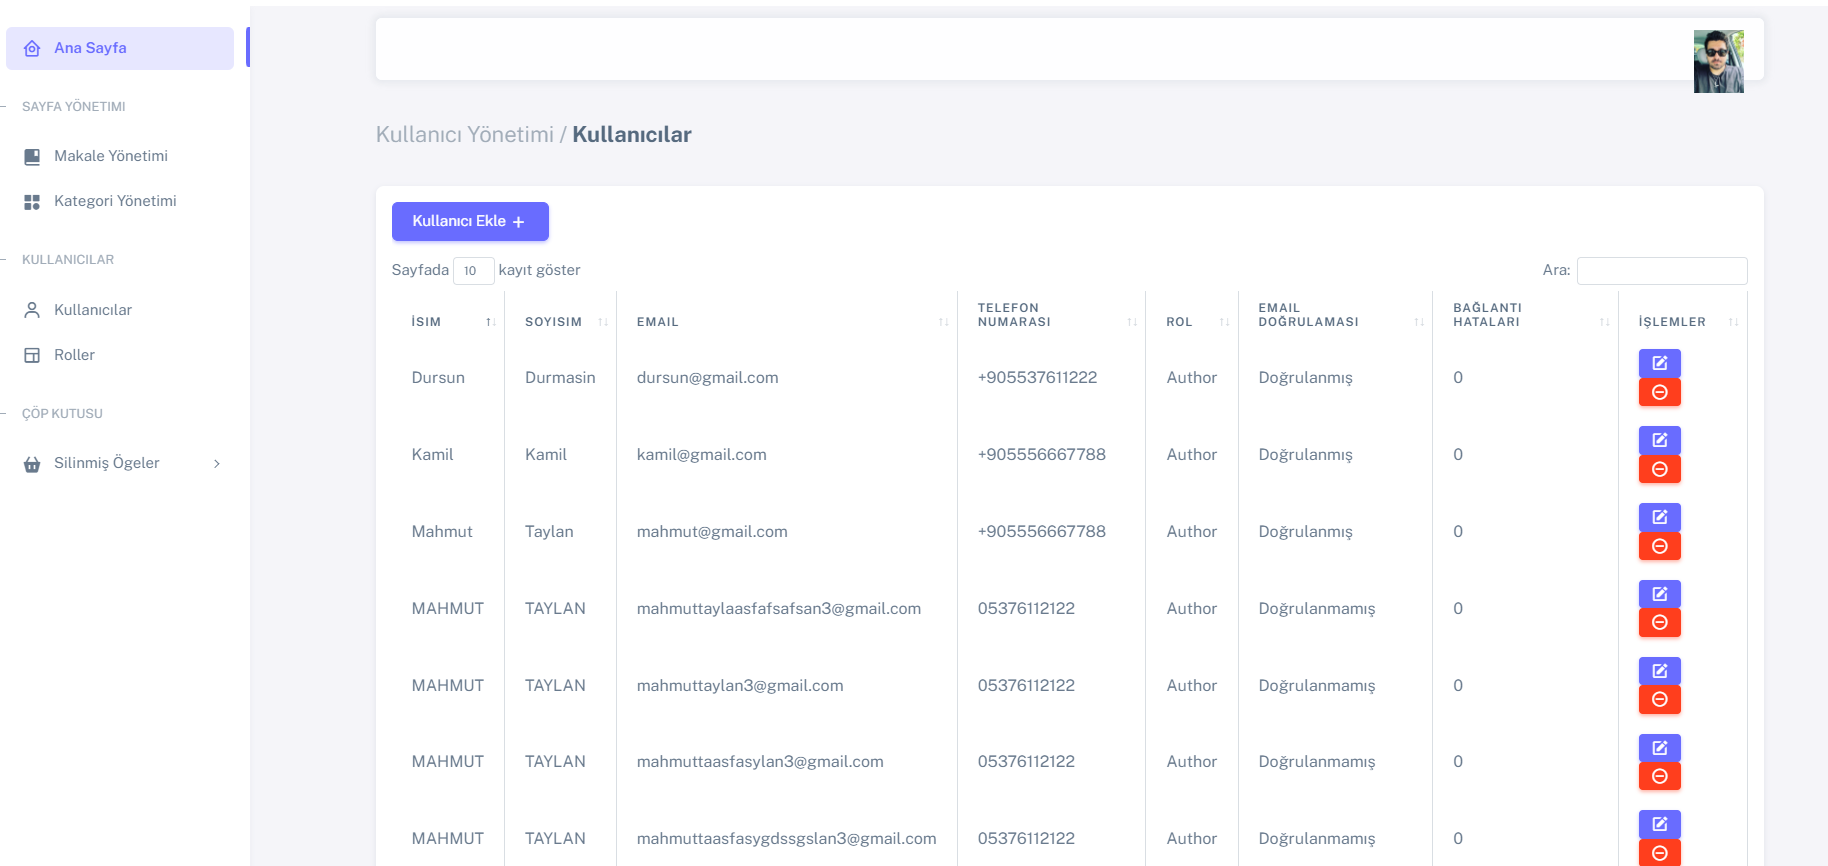 Ana Sayfa
SAYFA YÖNETIMI
Makale Yönetimi
Kategori Yönetimi
KULLANICILAR
Kullanıcılar
Roller
ÇÖP KUTUSU
Silinmiş Ögeler
Kullanıcı Yönetimi / Kullanıcılar
Kullanıcı Ekle +
Sayfada 10 kayıt göster
Ara:
İSIM SOYISIM EMAIL TELEFON NUMARASI ROL EMAIL DOĞRULAMASI BAĞLANTI HATALARI İŞLEMLER
Dursun Durmasin dursun@gmail.com +905537611222 Author Doğrulanmış 0
Kamil Kamil kamil@gmail.com +905556667788 Author Doğrulanmış 0
Mahmut Taylan mahmut@gmail.com +905556667788 Author Doğrulanmış 0
MAHMUT TAYLAN mahmuttaylaasfafsafsan3@gmail.com 05376112122 Author Doğrulanmamış 0
MAHMUT TAYLAN mahmuttaylan3@gmail.com 05376112122 Author Doğrulanmamış 0
MAHMUT TAYLAN mahmuttaasfasylan3@gmail.com 05376112122 Author Doğrulanmamış 0
MAHMUT TAYLAN mahmuttaasfasygdssgslan3@gmail.com 05376112122 Author Doğrulanmamış 0